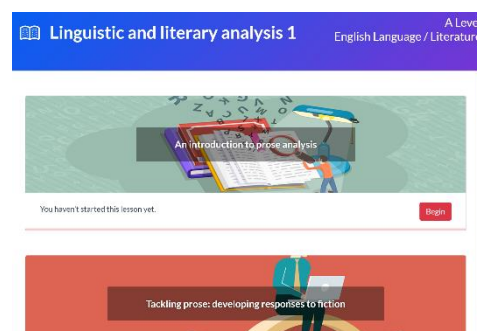 Linguistic and literary analysis 1
A Leve
English Language / Literature
An introduction to prose analysis
You haven't started this lesson yet.
Begin
Tackling prose: developing responses to fiction